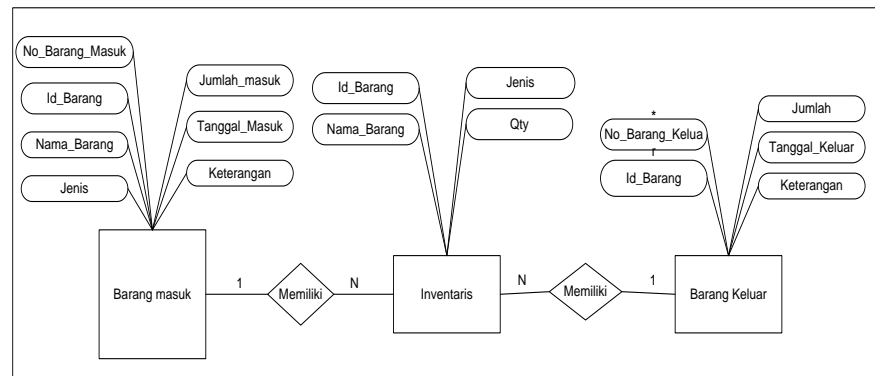 No_Barang_Masuk
Id_Barang
Nama_Barang
Jenis
Jumlah_masuk
Tanggal_Masuk
Keterangan
Id_Barang
Nama_Barang
Jenis
Qty
*
No_Barang_Kelua
r
Id_Barang
Jumlah
Tanggal_Keluar
Keterangan
Barang masuk
1
Memiliki
N
Inventaris
N
Memiliki
1
Barang Keluar